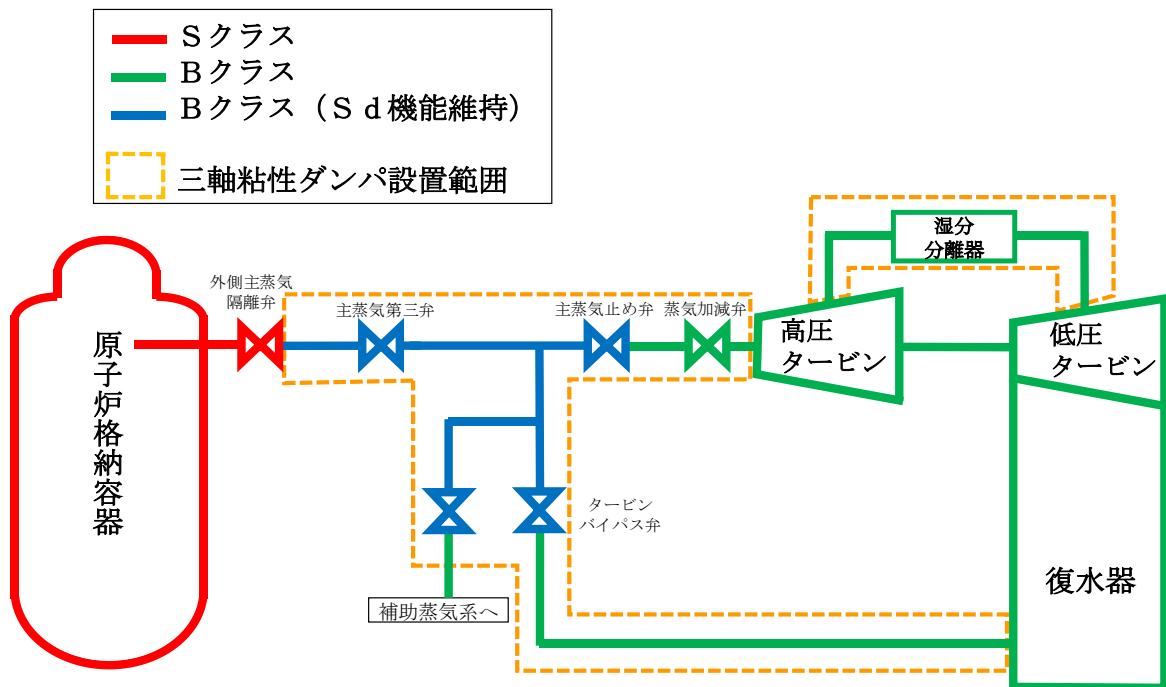 Ｓクラス
Ｂクラス
Ｂクラス（Ｓｄ機能維持）
三軸粘性ダンパ設置範囲
湿分
分離器
外側主蒸気
隔離弁
主蒸気第三弁
主蒸気止め弁
蒸気加減弁
高圧
タービン
低圧
タービン
原子炉格納容器
タービン
バイパス弁
復水器
補助蒸気系へ